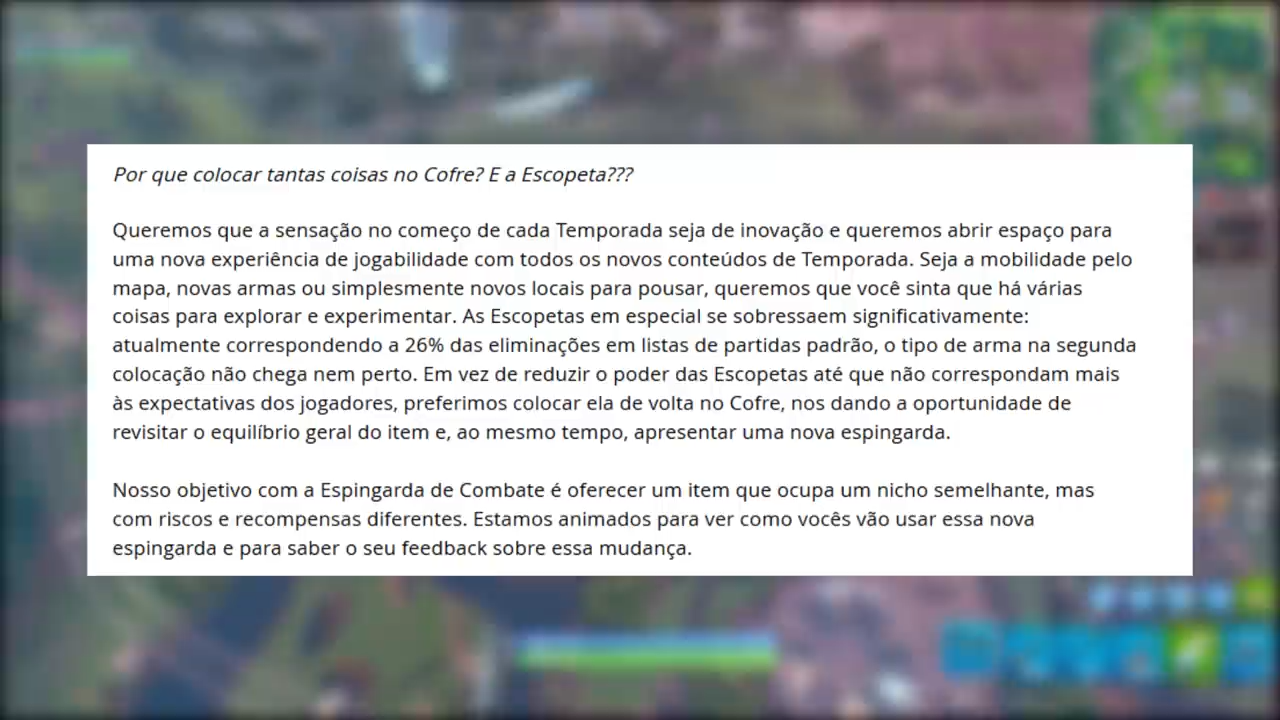 Por que colocar tantas coisas no Cofre? E a Escopeta???
Queremos que a sensação no começo de cada Temporada seja de inovação e queremos abrir espaço para
uma nova experiência de jogabilidade com todos os novos conteúdos de Temporada. Seja a mobilidade pelo
mapa, novas armas ou simplesmente novos locais para pousar, queremos que você sinta que há várias
coisas para explorar e experimentar. As Escopetas em especial se sobressaem significativamente:
atualmente correspondendo a 26% das eliminações em listas de partidas padrão, o tipo de arma na segunda
colocação não chega nem perto. Em vez de reduzir o poder das Escopetas até que não correspondam mais
às expectativas dos jogadores, preferimos colocar ela de volta no Cofre, nos dando a oportunidade de
revisitar o equilíbrio geral do item e, ao mesmo tempo, apresentar uma nova espingarda.
Nosso objetivo com a Espingarda de Combate é oferecer um item que ocupa um nicho semelhante, mas
com riscos e recompensas diferentes. Estamos animados para ver como vocês vão usar essa nova
espingarda e para saber o seu feedback sobre essa mudança.